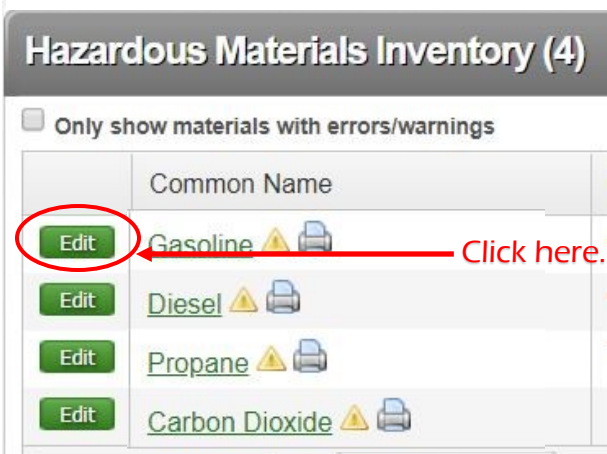 Hazardous Materials Inventory (4)
Only show materials with errors/warnings
Common Name
Edit Gasoline Click here.
Edit Diesel
Edit Propane
Edit Carbon Dioxide